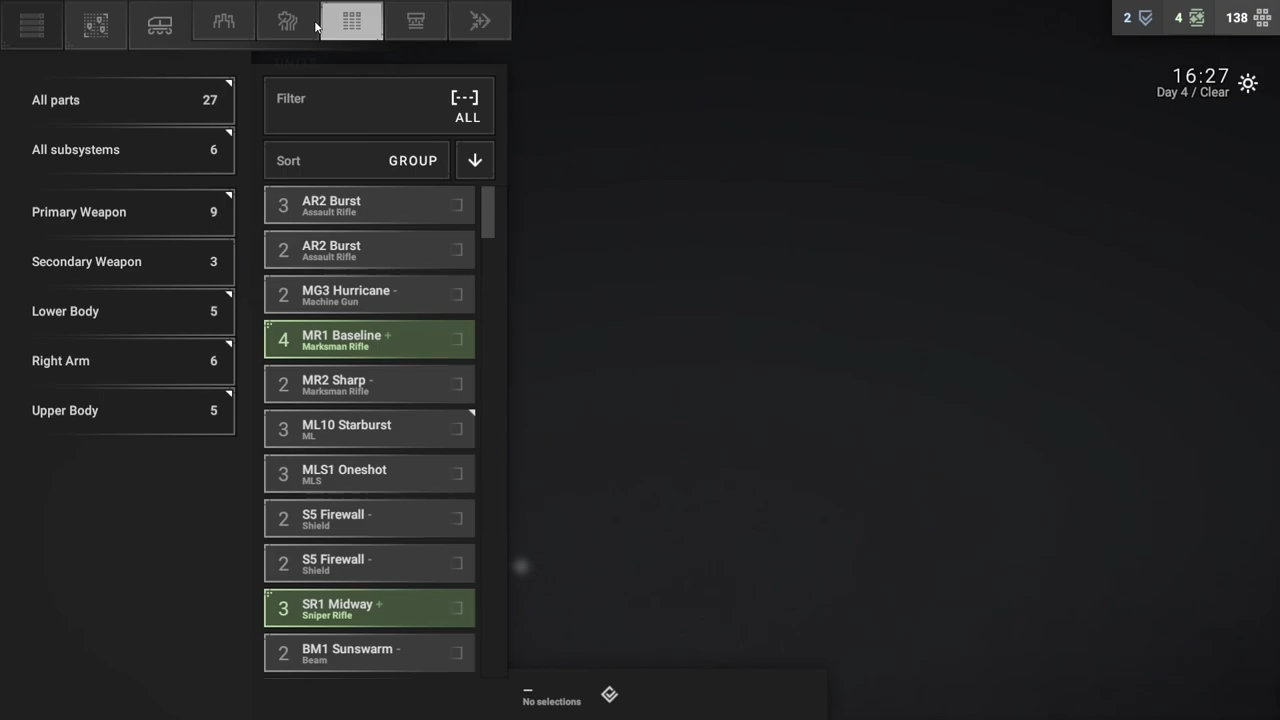 2
4
138
16:27
Day 4 / Clear
All parts 27
All subsystems 6
Primary Weapon 9
Secondary Weapon 3
Lower Body 5
Right Arm 6
Upper Body 5
Filter
[---]
ALL
Sort GROUP
3 AR2 Burst
Assault Rifle
2 AR2 Burst
Assault Rifle
2 MG3 Hurricane -
Machine Gun
4 MR1 Baseline +
Marksman Rifle
2 MR2 Sharp -
Marksman Rifle
3 ML10 Starburst
ML
3 MLS1 Oneshot
MLS
2 S5 Firewall -
Shield
2 S5 Firewall -
Shield
3 SR1 Midway +
Sniper Rifle
2 BM1 Sunswarm -
Beam
–
No selections